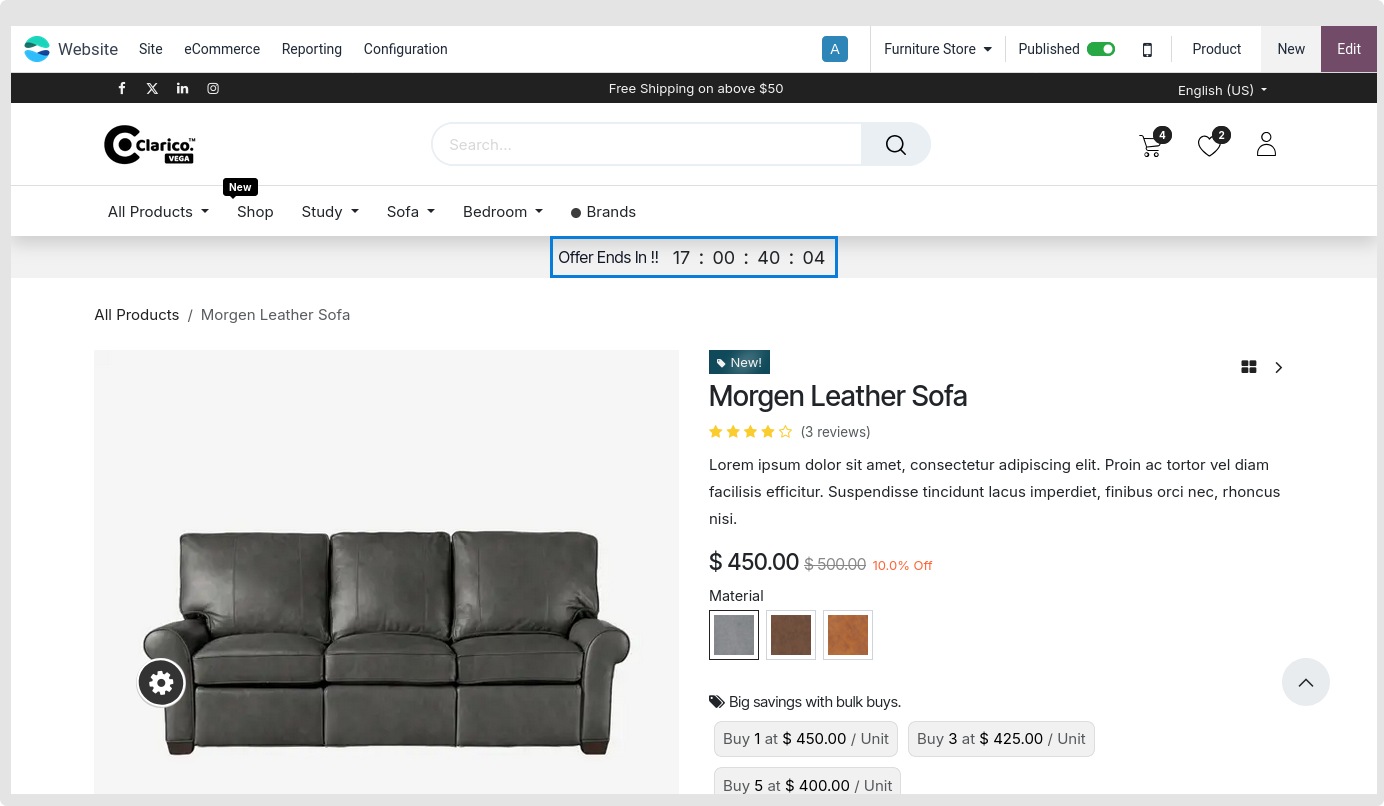 Website Site eCommerce Reporting Configuration A Furniture Store Published Product New Edit
Free Shipping on above $50 English (US)
Clarico.™ VEGA
Search...
4 2
New
All Products Shop Study Sofa Bedroom Brands
Offer Ends In !! 17 : 00 : 40 : 04
All Products / Morgen Leather Sofa
New!
Morgen Leather Sofa
(3 reviews)
Lorem ipsum dolor sit amet, consectetur adipiscing elit. Proin ac tortor vel diam
facilisis efficitur. Suspendisse tincidunt lacus imperdiet, finibus orci nec, rhoncus
nisi.
$ 450.00 $ 500.00 10.0% Off
Material
Big savings with bulk buys.
Buy 1 at $ 450.00 / Unit Buy 3 at $ 425.00 / Unit
Buy 5 at $ 400.00 / Unit